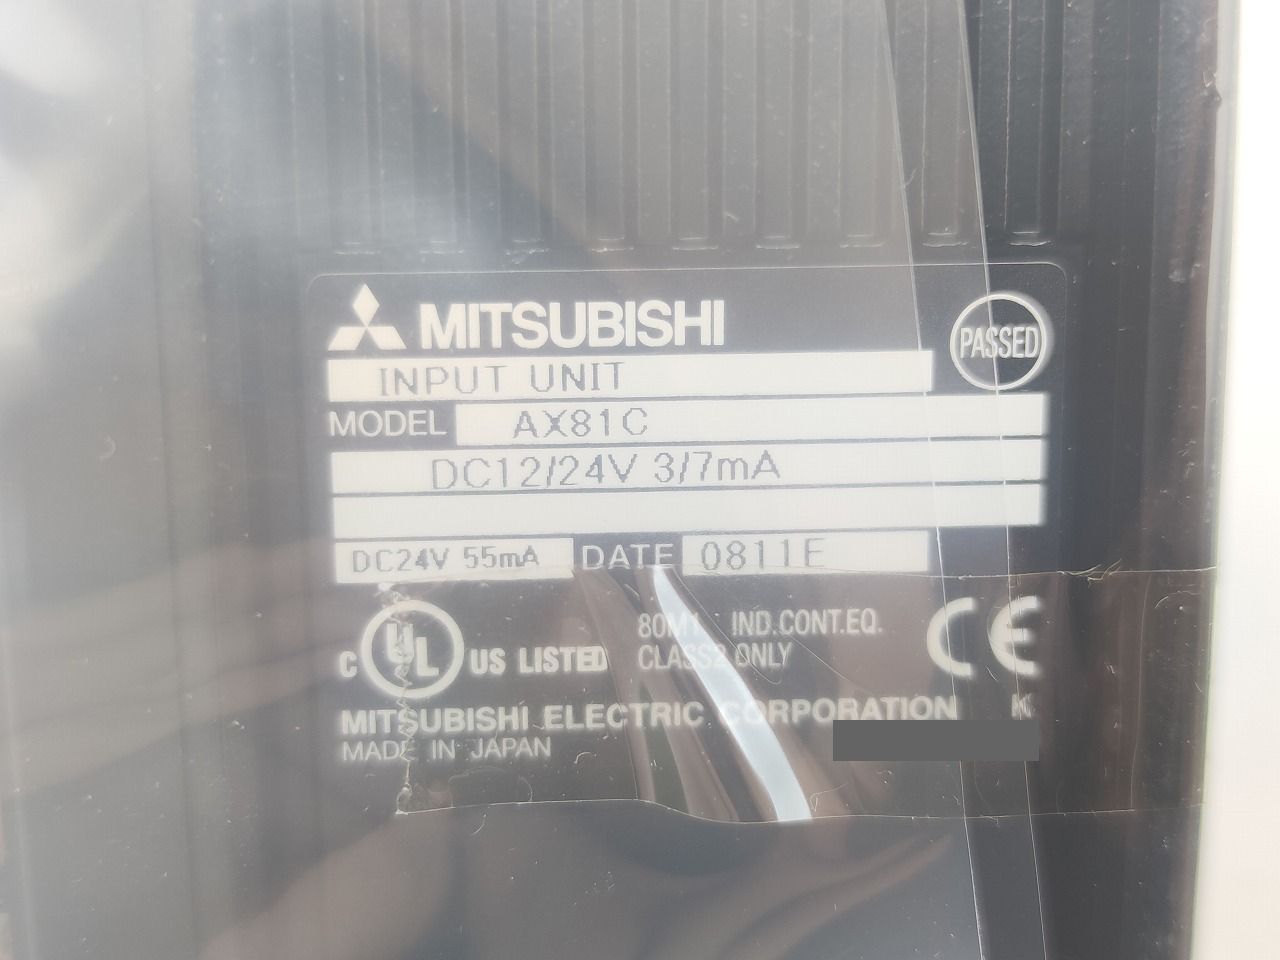 MITSUBISHI
PASSED
INPUT UNIT
MODEL AX81C
DC12/24V 3/7mA
DC24V 55mA DATE 0811E
C UL US LISTED
80M1 IND.CONT.EQ.
CLASS2 ONLY
CE
MITSUBISHI ELECTRIC CORPORATION K
MADE IN JAPAN